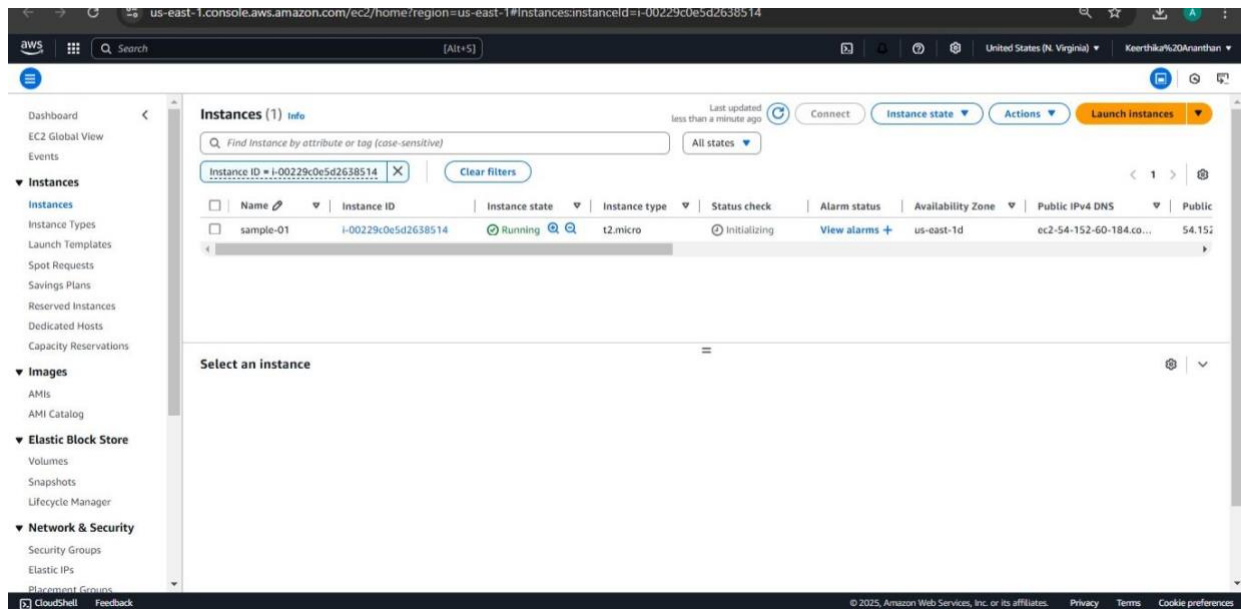 us-east-1.console.aws.amazon.com/ec2/home?region=us-east-1#Instances:instanceId=i-00229c0e5d2638514
A
aws
Search
[Alt+S]
United States (N. Virginia)
Keerthika%20Ananthan
Dashboard
EC2 Global View
Events
Instances
Instances
Instance Types
Launch Templates
Spot Requests
Savings Plans
Reserved Instances
Dedicated Hosts
Capacity Reservations
Images
AMIs
AMI Catalog
Elastic Block Store
Volumes
Snapshots
Lifecycle Manager
Network & Security
Security Groups
Elastic IPs
Placement Groups
Instances (1) Info
Last updated
less than a minute ago
Connect
Instance state
Actions
Launch instances
Find Instance by attribute or tag (case-sensitive)
All states
Instance ID = i-00229c0e5d2638514
Clear filters
1
Name Instance ID Instance state Instance type Status check Alarm status Availability Zone Public IPv4 DNS Public
sample-01 i-00229c0e5d2638514 Running t2.micro Initializing View alarms + us-east-1d ec2-54-152-60-184.co... 54.152
Select an instance
CloudShell Feedback
© 2025, Amazon Web Services, Inc. or its affiliates. Privacy Terms Cookie preferences